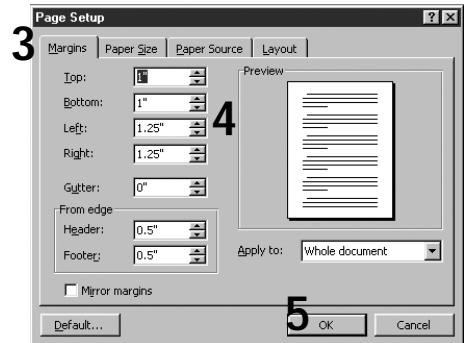 Page Setup ? ×
3 Margins Paper Size Paper Source Layout
Top: 1"
Bottom: 1"
Left: 1.25" 4
Right: 1.25"
Gutter: 0"
From edge
Header: 0.5"
Footer: 0.5"
Mirror margins
Preview
Apply to: Whole document
Default... 5 OK Cancel